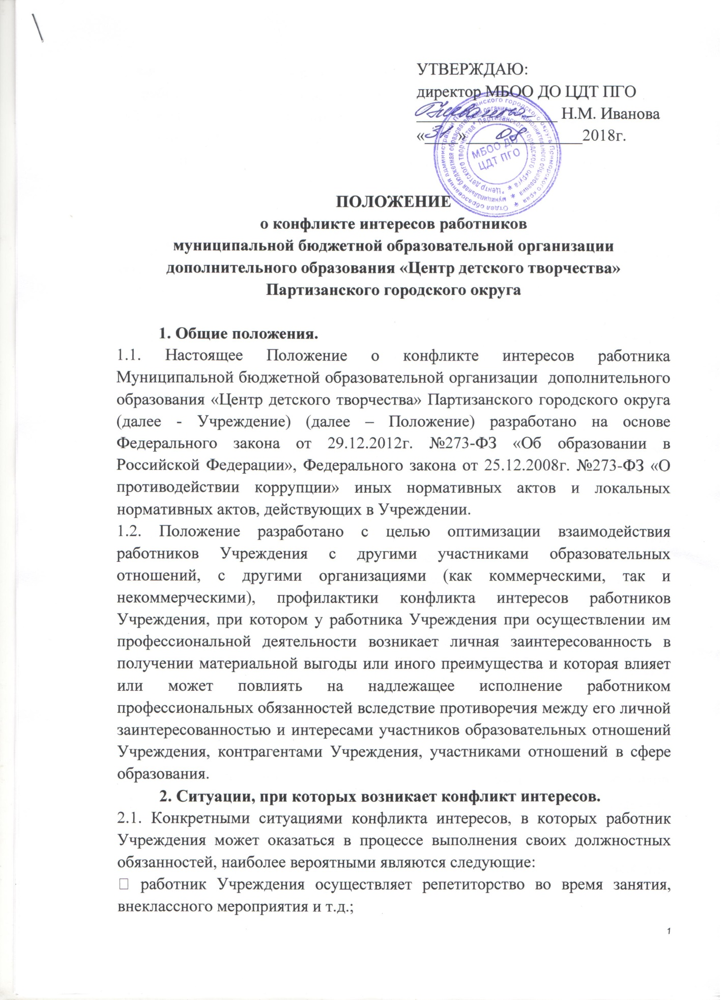 УТВЕРЖДАЮ:
директор МБОО ДО ЦДТ ПГО
Н.М. Иванова
«31» 08 2018г.
МБОО ДО
ЦДТ ПГО
ПОЛОЖЕНИЕ
о конфликте интересов работников
муниципальной бюджетной образовательной организации
дополнительного образования «Центр детского творчества»
Партизанского городского округа
1. Общие положения.
1.1. Настоящее Положение о конфликте интересов работника
Муниципальной бюджетной образовательной организации дополнительного
образования «Центр детского творчества» Партизанского городского округа
(далее - Учреждение) (далее – Положение) разработано на основе
Федерального закона от 29.12.2012г. №273-ФЗ «Об образовании в
Российской Федерации», Федерального закона от 25.12.2008г. №273-ФЗ «О
противодействии коррупции» иных нормативных актов и локальных
нормативных актов, действующих в Учреждении.
1.2. Положение разработано с целью оптимизации взаимодействия
работников Учреждения с другими участниками образовательных
отношений, с другими организациями (как коммерческими, так и
некоммерческими), профилактики конфликта интересов работников
Учреждения, при котором у работника Учреждения при осуществлении им
профессиональной деятельности возникает личная заинтересованность в
получении материальной выгоды или иного преимущества и которая влияет
или может повлиять на надлежащее исполнение работником
профессиональных обязанностей вследствие противоречия между его личной
заинтересованностью и интересами участников образовательных отношений
Учреждения, контрагентами Учреждения, участниками отношений в сфере
образования.
2. Ситуации, при которых возникает конфликт интересов.
2.1. Конкретными ситуациями конфликта интересов, в которых работник
Учреждения может оказаться в процессе выполнения своих должностных
обязанностей, наиболее вероятными являются следующие:
□ работник Учреждения осуществляет репетиторство во время занятия,
внеклассного мероприятия и т.д.;
1